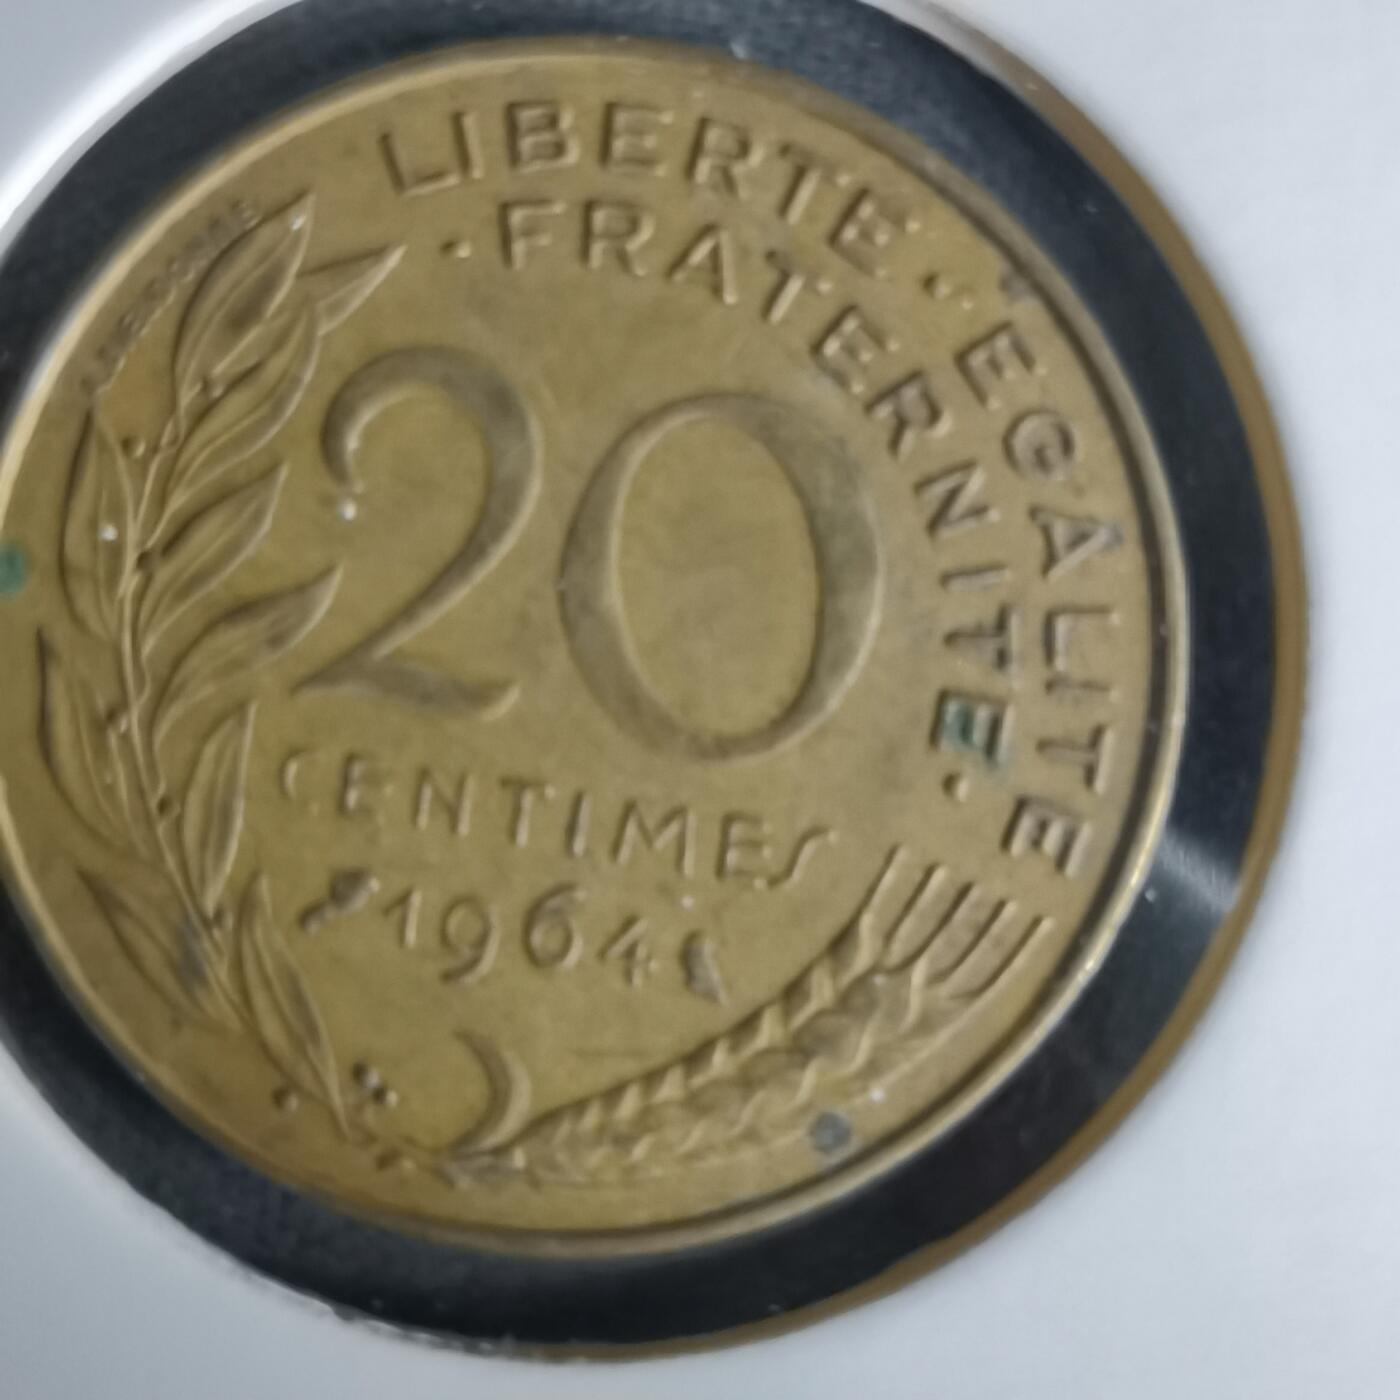 LIBERTE · EGALITE
· FRATERNITE ·
20
CENTIMES
1964